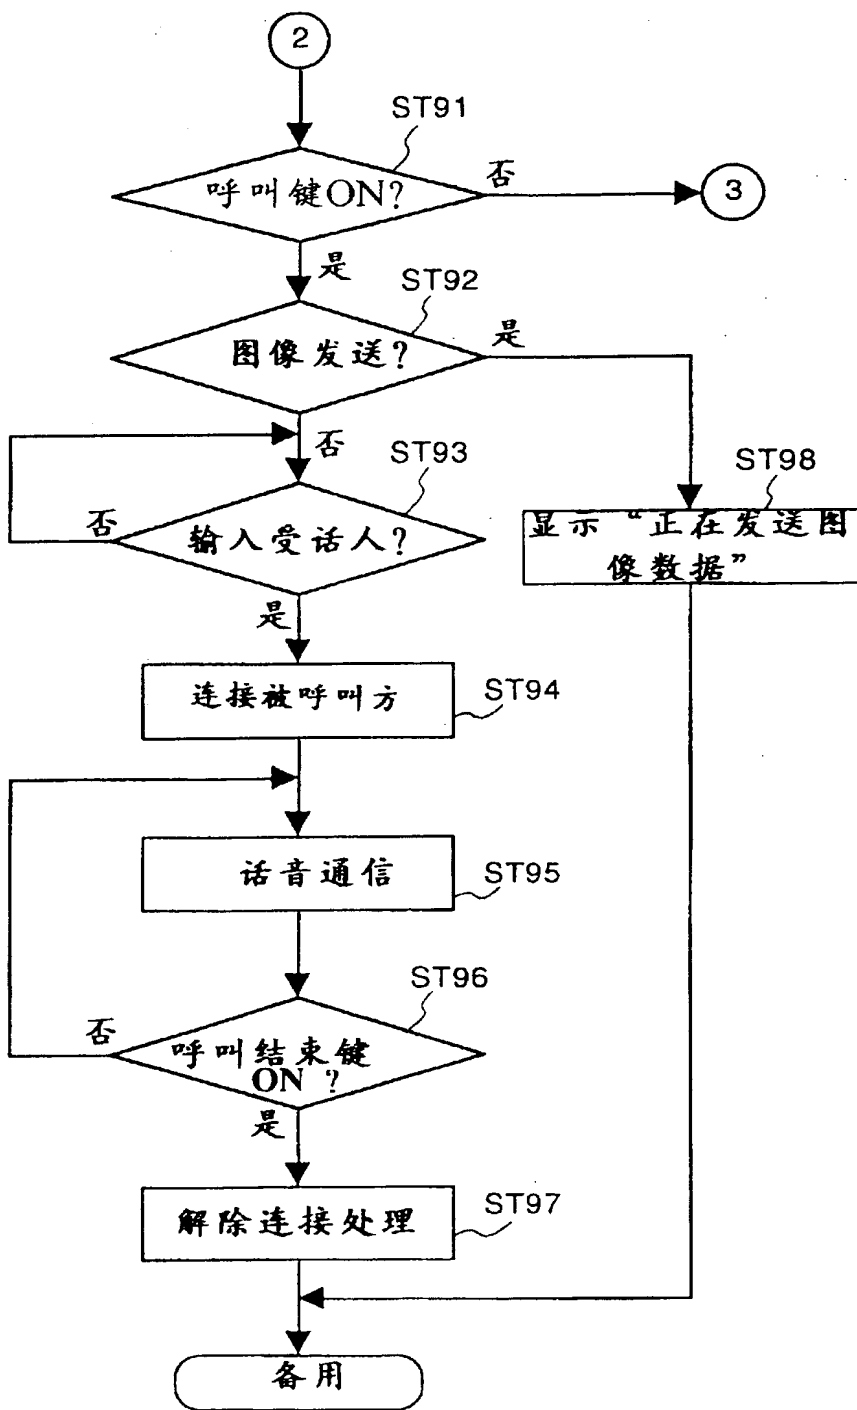 2
ST91
呼叫键ON?
否
3
是
ST92
图像发送?
是
否
ST93
否
输入受话人?
ST98
显示“正在发送图
像数据”
是
连接被呼叫方
ST94
话音通信
ST95
ST96
否
呼叫结束键
ON ?
是
解除连接处理
ST97
备用